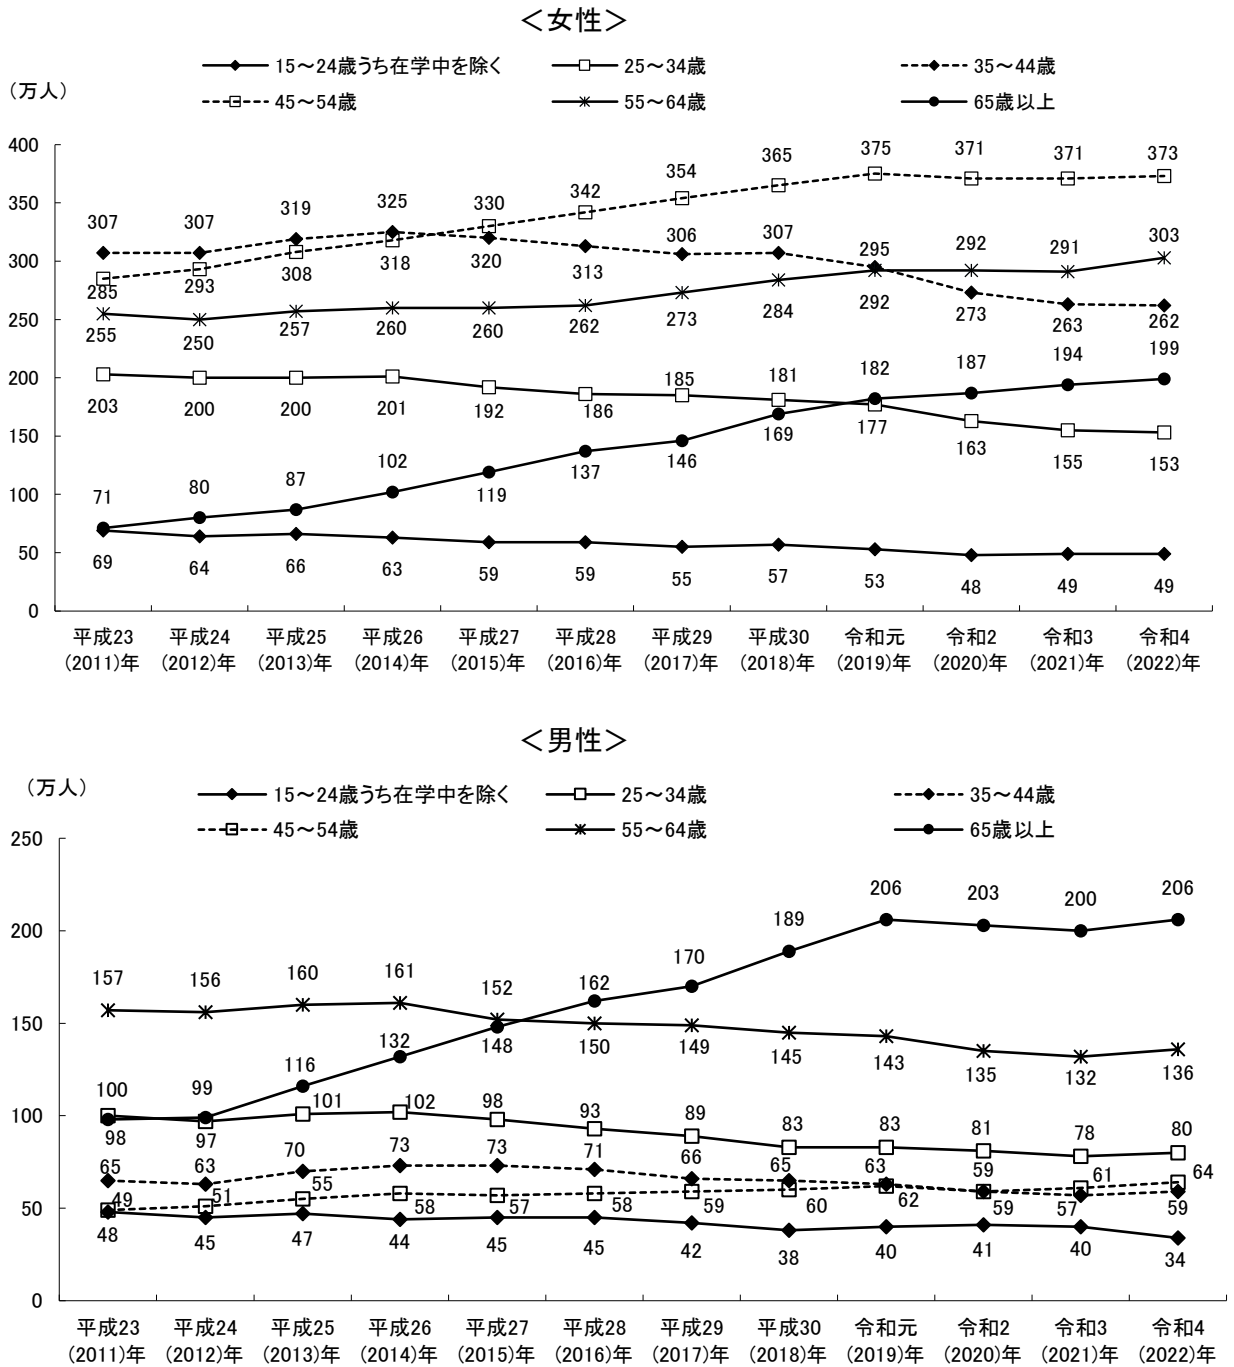 ＜女性＞
15～24歳うち在学中を除く 25～34歳 35～44歳
（万人）
45～54歳 55～64歳 65歳以上
400
350
300
250
200
150
100
50
0
307 307 319 325 330 342 354 365 375 371 371 373
285 293 308 318 320 313 306 307 295 292 291 303
255 250 257 260 260 262 273 284 292 273 263 262
203 200 200 201 192 186 185 181 182 187 194 199
71 80 87 102 119 137 146 169 177 163 155 153
69 64 66 63 59 59 55 57 53 48 49 49
平成23 平成24 平成25 平成26 平成27 平成28 平成29 平成30 令和元 令和2 令和3 令和4
(2011)年 (2012)年 (2013)年 (2014)年 (2015)年 (2016)年 (2017)年 (2018)年 (2019)年 (2020)年 (2021)年 (2022)年
＜男性＞
（万人）
15～24歳うち在学中を除く 25～34歳 35～44歳
45～54歳 55～64歳 65歳以上
250
200
150
100
50
0
157 156 160 161 152 162 170 189 206 203 200 206
100 99 116 132 148 150 149 145 143 135 132 136
98 97 101 102 98 93 89 83 83 81 78 80
65 63 70 73 73 71 66 65 63 59 61 64
49 51 55 58 57 58 59 60 62 59 57 59
48 45 47 44 45 45 42 38 40 41 40 34
平成23 平成24 平成25 平成26 平成27 平成28 平成29 平成30 令和元 令和2 令和3 令和4
(2011)年 (2012)年 (2013)年 (2014)年 (2015)年 (2016)年 (2017)年 (2018)年 (2019)年 (2020)年 (2021)年 (2022)年